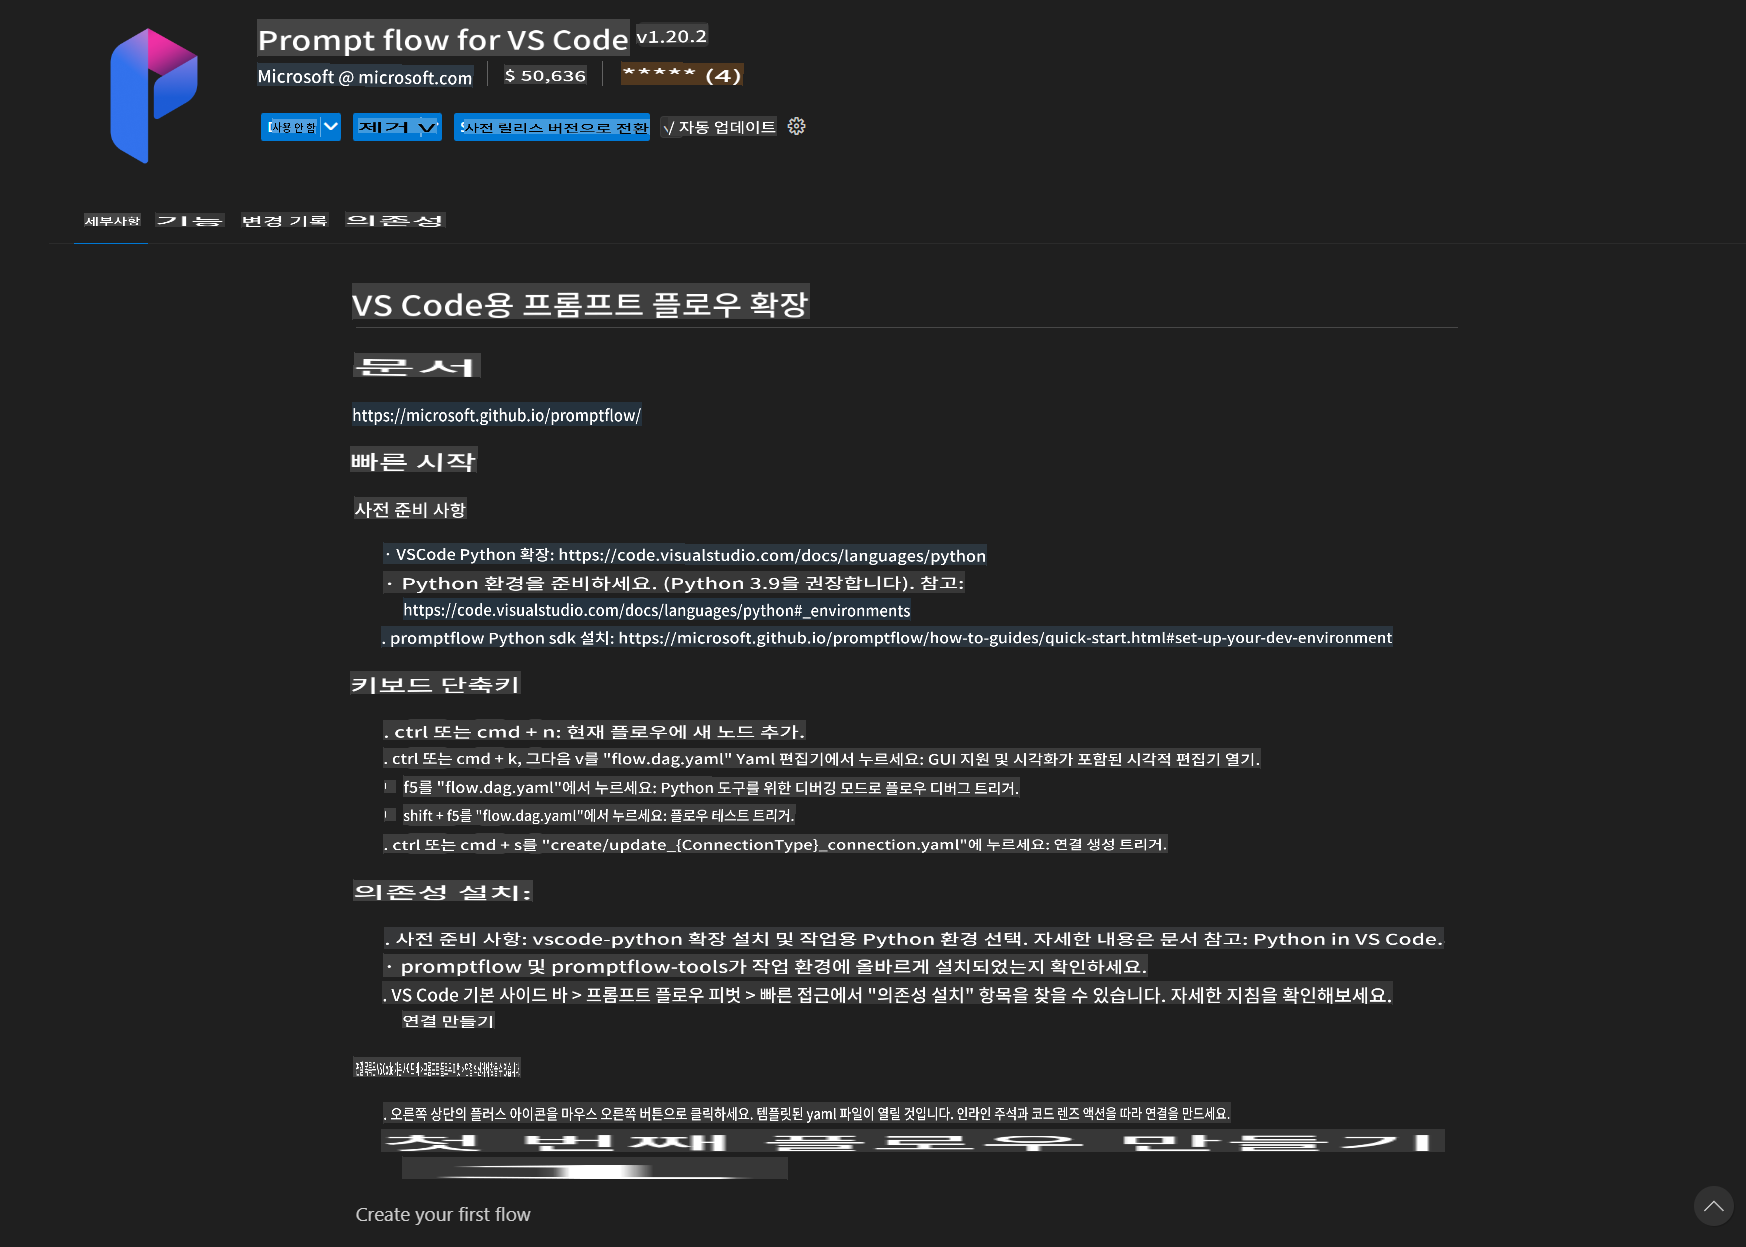 Prompt flow for VS Code v1.20.2
Microsoft @ microsoft.com $ 50,636 ***** (4)
사용 안 함 제거 ∨ 사전 릴리스 버전으로 전환 √ 자동 업데이트
세부사항 기능 변경 기록 의존성
VS Code용 프롬프트 플로우 확장
문서
https://microsoft.github.io/promptflow/
빠른 시작
사전 준비 사항
· VSCode Python 확장: https://code.visualstudio.com/docs/languages/python
· Python 환경을 준비하세요. (Python 3.9을 권장합니다). 참고:
https://code.visualstudio.com/docs/languages/python#_environments
. promptflow Python sdk 설치: https://microsoft.github.io/promptflow/how-to-guides/quick-start.html#set-up-your-dev-environment
키보드 단축키
. ctrl 또는 cmd + n: 현재 플로우에 새 노드 추가.
. ctrl 또는 cmd + k, 그다음 v를 "flow.dag.yaml" Yaml 편집기에서 누르세요: GUI 지원 및 시각화가 포함된 시각적 편집기 열기.
f5를 "flow.dag.yaml"에서 누르세요: Python 도구를 위한 디버깅 모드로 플로우 디버그 트리거.
shift + f5를 "flow.dag.yaml"에서 누르세요: 플로우 테스트 트리거.
. ctrl 또는 cmd + s를 "create/update_{ConnectionType}_connection.yaml"에 누르세요: 연결 생성 트리거.
의존성 설치:
. 사전 준비 사항: vscode-python 확장 설치 및 작업용 Python 환경 선택. 자세한 내용은 문서 참고: Python in VS Code.
· promptflow 및 promptflow-tools가 작업 환경에 올바르게 설치되었는지 확인하세요.
. VS Code 기본 사이드 바 > 프롬프트 플로우 피벗 > 빠른 접근에서 "의존성 설치" 항목을 찾을 수 있습니다. 자세한 지침을 확인해보세요.
연결 만들기
. 오른쪽 상단의 플러스 아이콘을 마우스 오른쪽 버튼으로 클릭하세요. 템플릿된 yaml 파일이 열릴 것입니다. 인라인 주석과 코드 렌즈 액션을 따라 연결을 만드세요.
첫 번째 플로우 만들기
Create your first flow